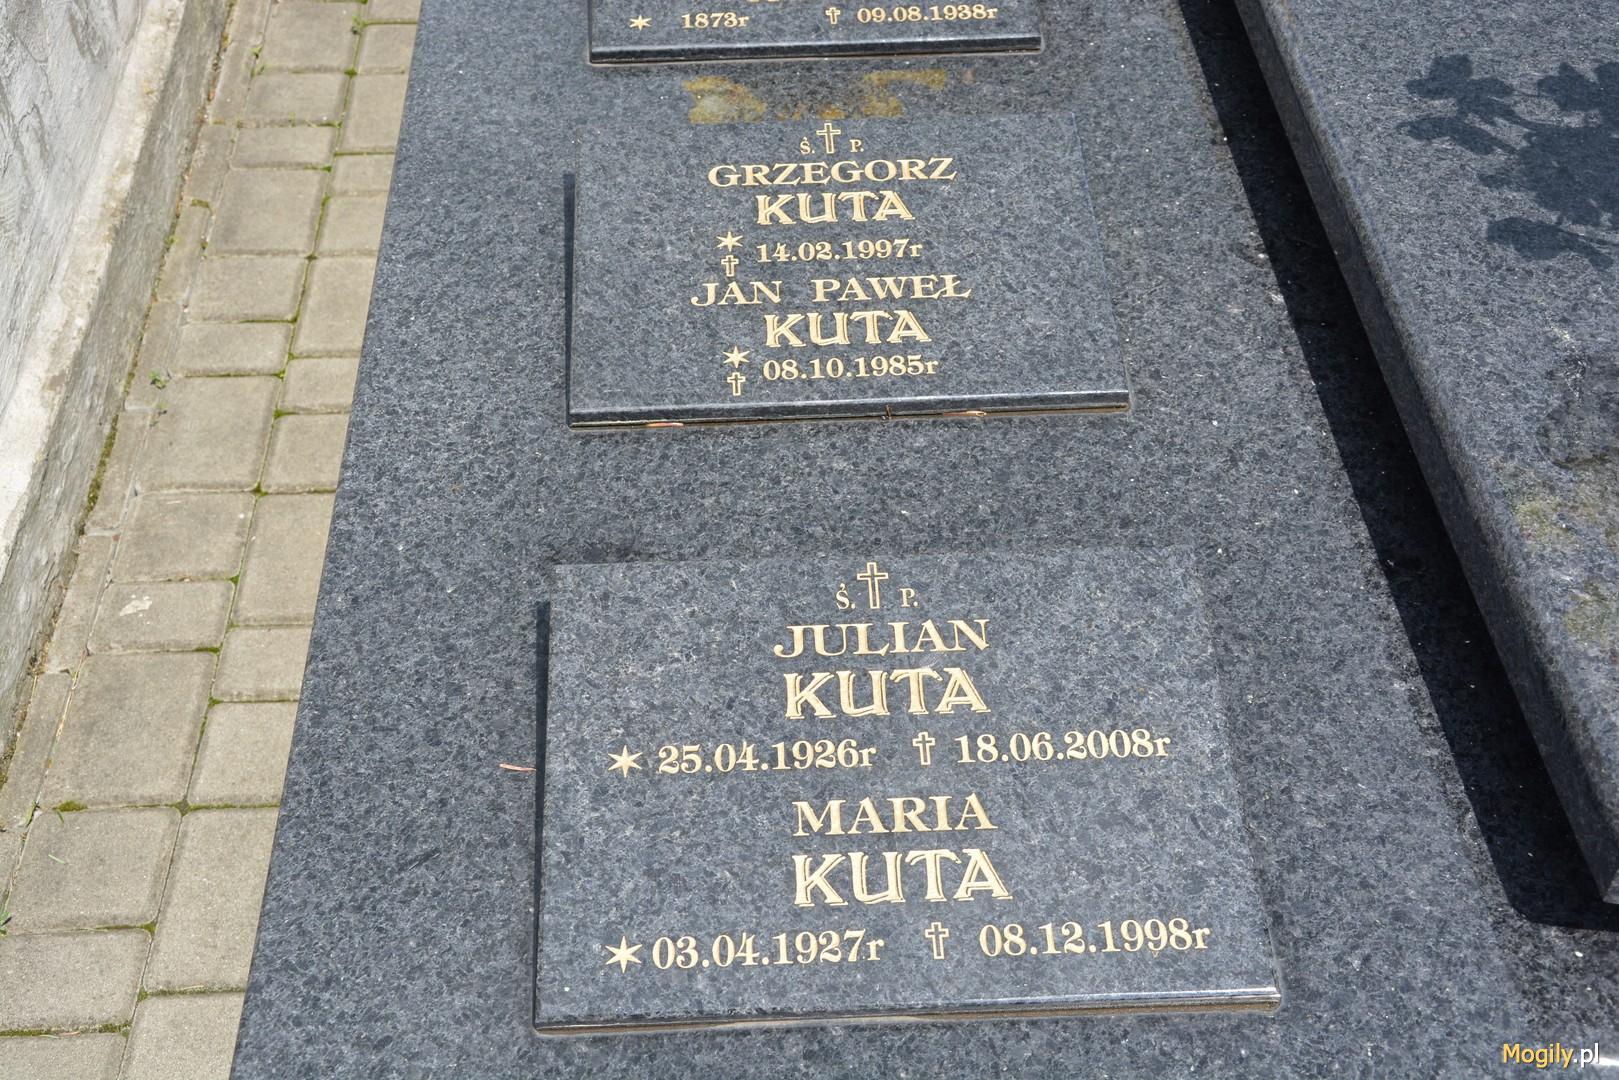 * 1873r ✝ 09.08.1938r
Ś. ✝ P.
GRZEGORZ
KUTA
* ✝ 14.02.1997r
JAN PAWEŁ
KUTA
* ✝ 08.10.1985r
Ś. ✝ P.
JULIAN
KUTA
* 25.04.1926r ✝ 18.06.2008r
MARIA
KUTA
* 03.04.1927r ✝ 08.12.1998r
Mogily.pl